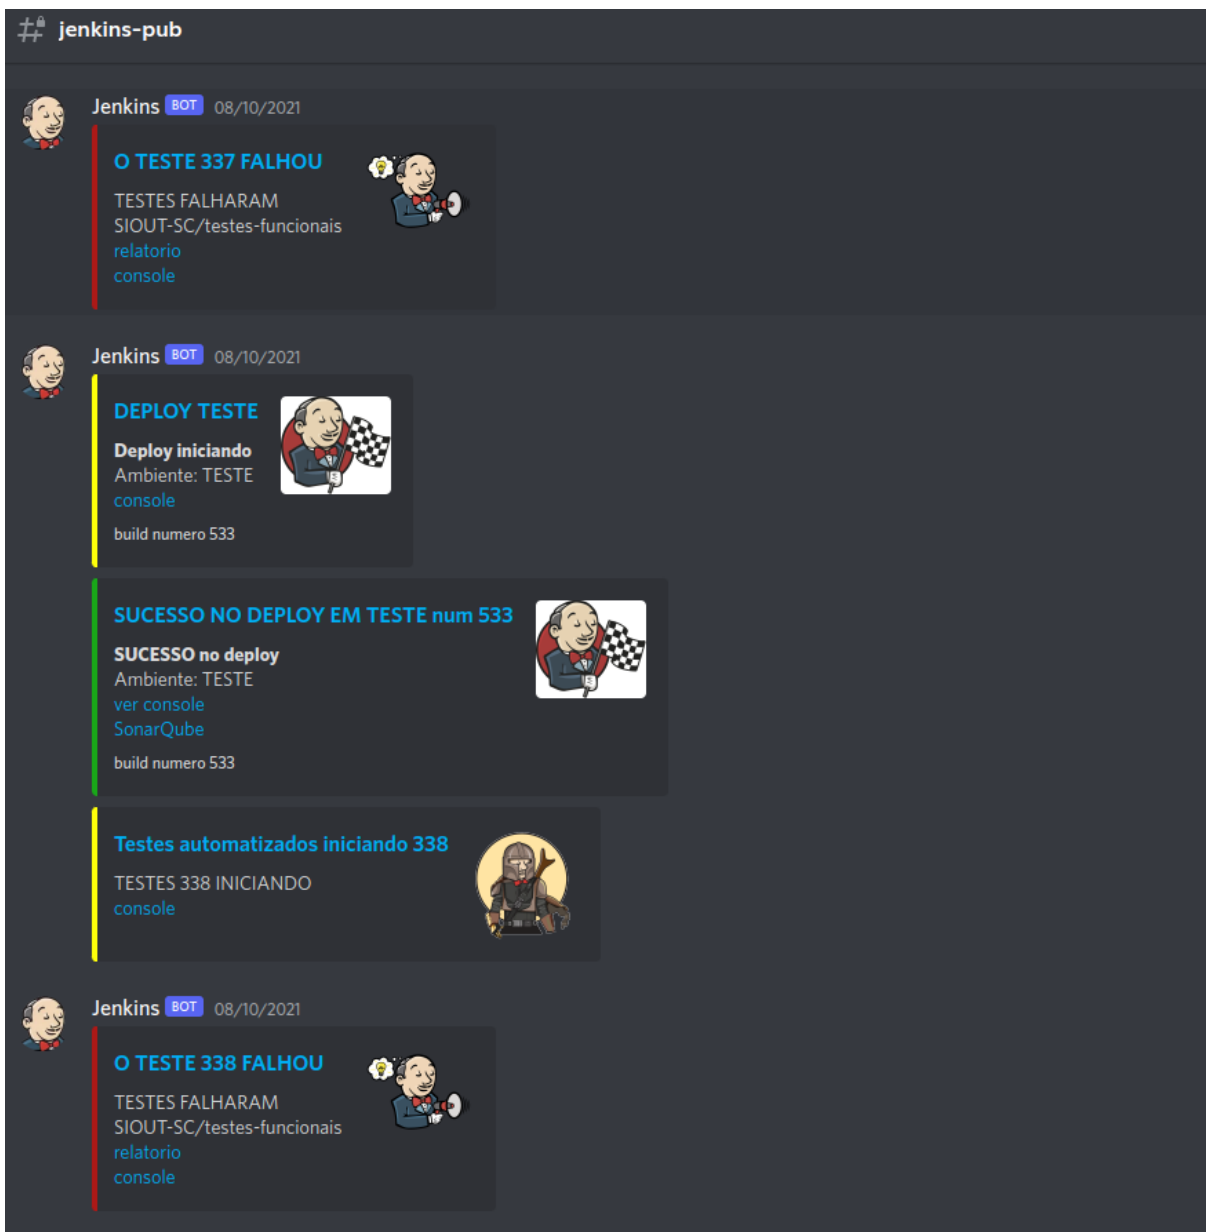 jenkins-pub
Jenkins BOT 08/10/2021
O TESTE 337 FALHOU
TESTES FALHARAM
SIOUT-SC/testes-funcionais
relatorio
console
Jenkins BOT 08/10/2021
DEPLOY TESTE
Deploy iniciando
Ambiente: TESTE
console
build numero 533
SUCESSO NO DEPLOY EM TESTE num 533
SUCESSO no deploy
Ambiente: TESTE
ver console
SonarQube
build numero 533
Testes automatizados iniciando 338
TESTES 338 INICIANDO
console
Jenkins BOT 08/10/2021
O TESTE 338 FALHOU
TESTES FALHARAM
SIOUT-SC/testes-funcionais
relatorio
console